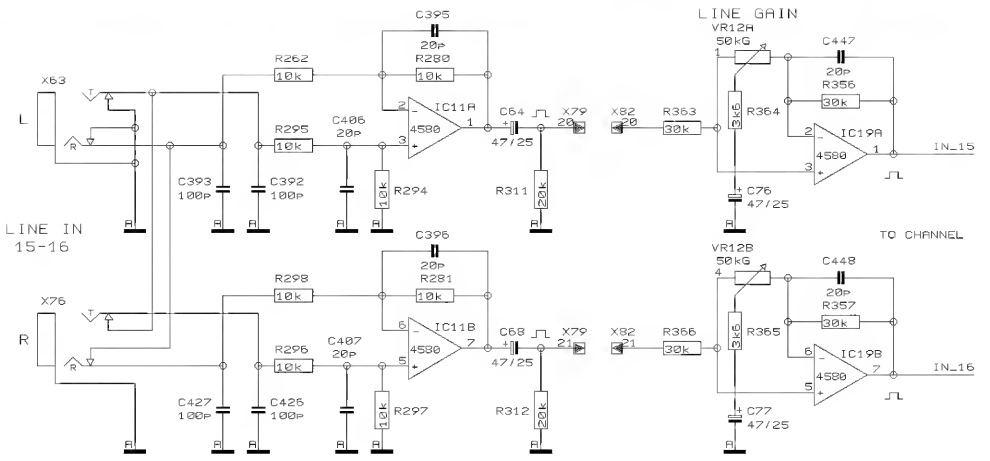 LINE GAIN
C395
20p
VR12A
50kG
C447
20p
R262
10k
R280
10k
R356
30k
X63
T
1
L
R
2
IC11A
4580
1
C64
+
47/25
X79
20
X82
20
R363
30k
R364
3k6
2
IC19A
4580
1
IN_15
R295
10k
C406
20p
3
+
3
+
C393
100p
C392
100p
R294
10k
R311
20k
C76
+
47/25
A
A
A
A
A
A
A
LINE IN
15-16
C396
20p
TO CHANNEL
VR12B
50kG
C448
20p
R298
10k
R281
10k
R357
30k
X76
T
4
R
R
6
IC11B
4580
7
C68
+
47/25
X79
21
X82
21
R366
30k
R365
3k6
6
IC19B
4580
7
IN_16
R296
10k
C407
20p
5
+
5
+
C427
100p
C426
100p
R297
10k
R312
20k
C77
+
47/25
A
A
A
A
A
A
A